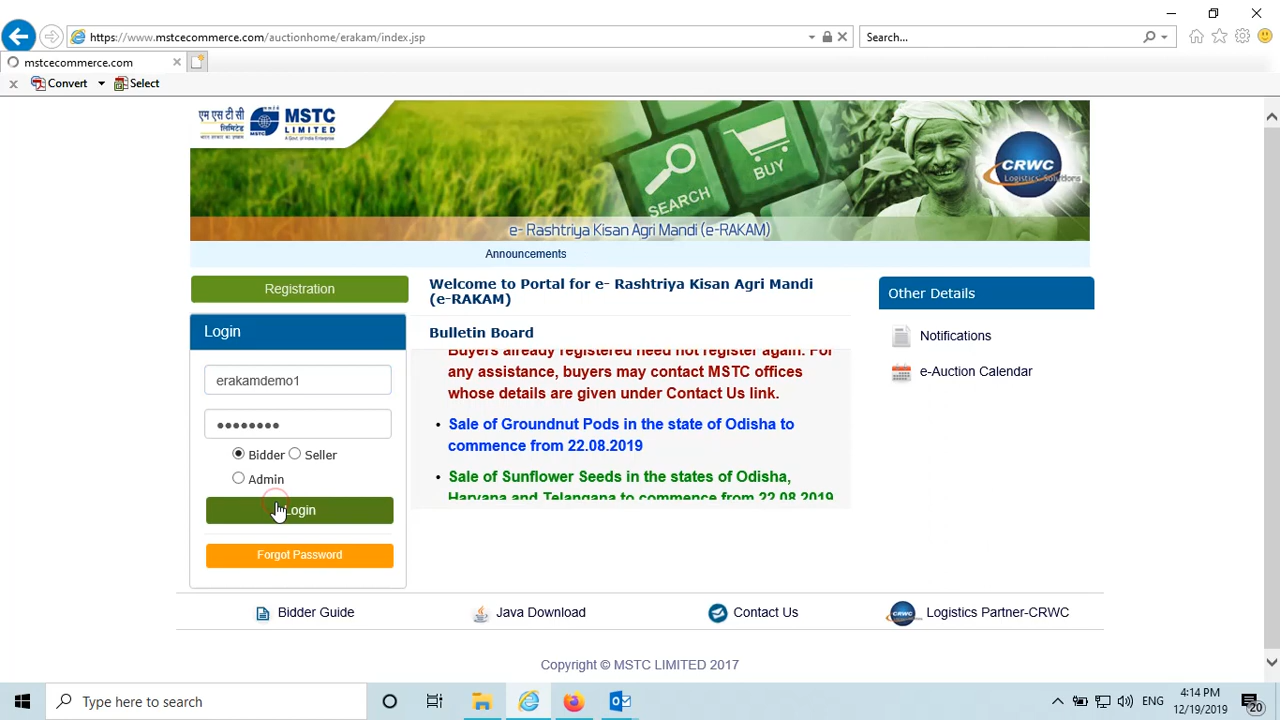 https://www.mstcecommerce.com/auctionhome/erakam/index.jsp
Search...
mstcecommerce.com
Convert
Select
एम एस टी सी
लिमिटेड
MSTC
LIMITED
MSTC
SEARCH
BUY
CRWC
Logistics Solutions
e- Rashtriya Kisan Agri Mandi (e-RAKAM)
Announcements
Registration
Login
erakamdemo1
●●●●●●●●
Bidder
Seller
Admin
Login
Forgot Password
Welcome to Portal for e- Rashtriya Kisan Agri Mandi
(e-RAKAM)
Bulletin Board
Buyers already registered need not register again. For
any assistance, buyers may contact MSTC offices
whose details are given under Contact Us link.
• Sale of Groundnut Pods in the state of Odisha to
commence from 22.08.2019
• Sale of Sunflower Seeds in the states of Odisha,
Haryana and Telangana to commence from 22.08.2019
Other Details
Notifications
e-Auction Calendar
Bidder Guide
Java Download
Contact Us
CRWC
Logistics Partner-CRWC
Copyright © MSTC LIMITED 2017
Type here to search
ENG
4:14 PM
12/19/2019
20